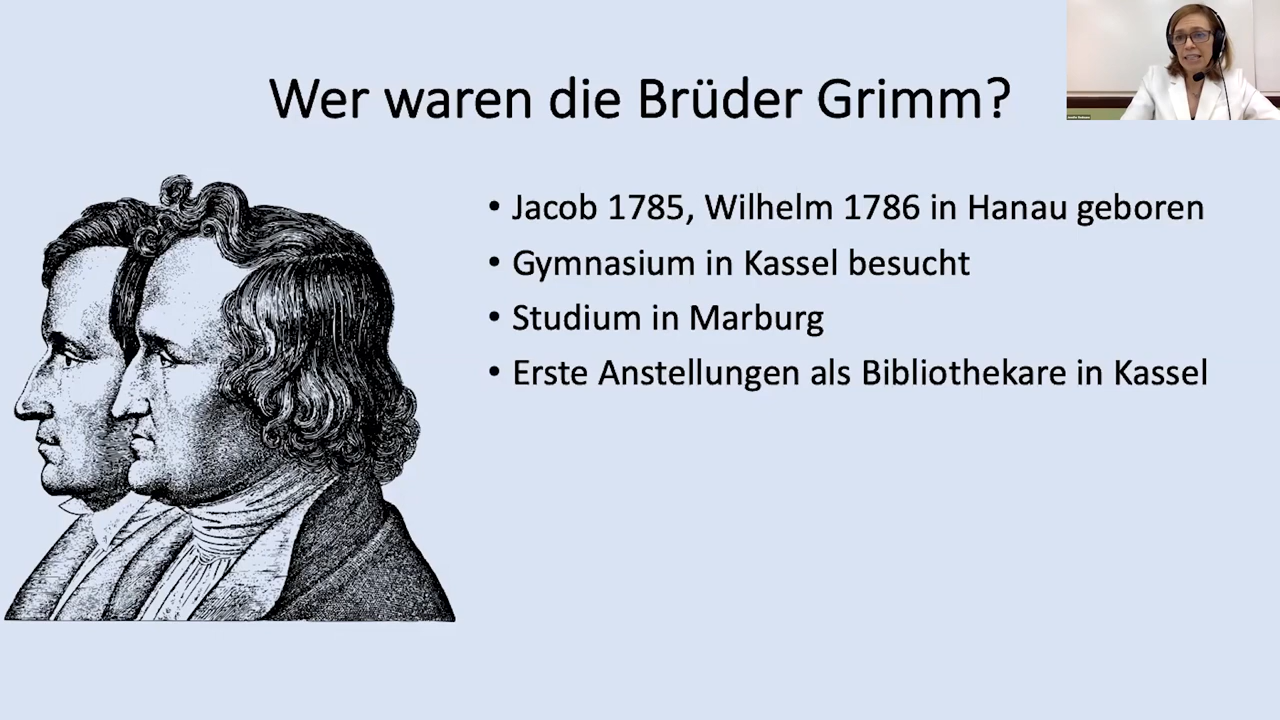 Wer waren die Brüder Grimm?
• Jacob 1785, Wilhelm 1786 in Hanau geboren
• Gymnasium in Kassel besucht
• Studium in Marburg
• Erste Anstellungen als Bibliothekare in Kassel